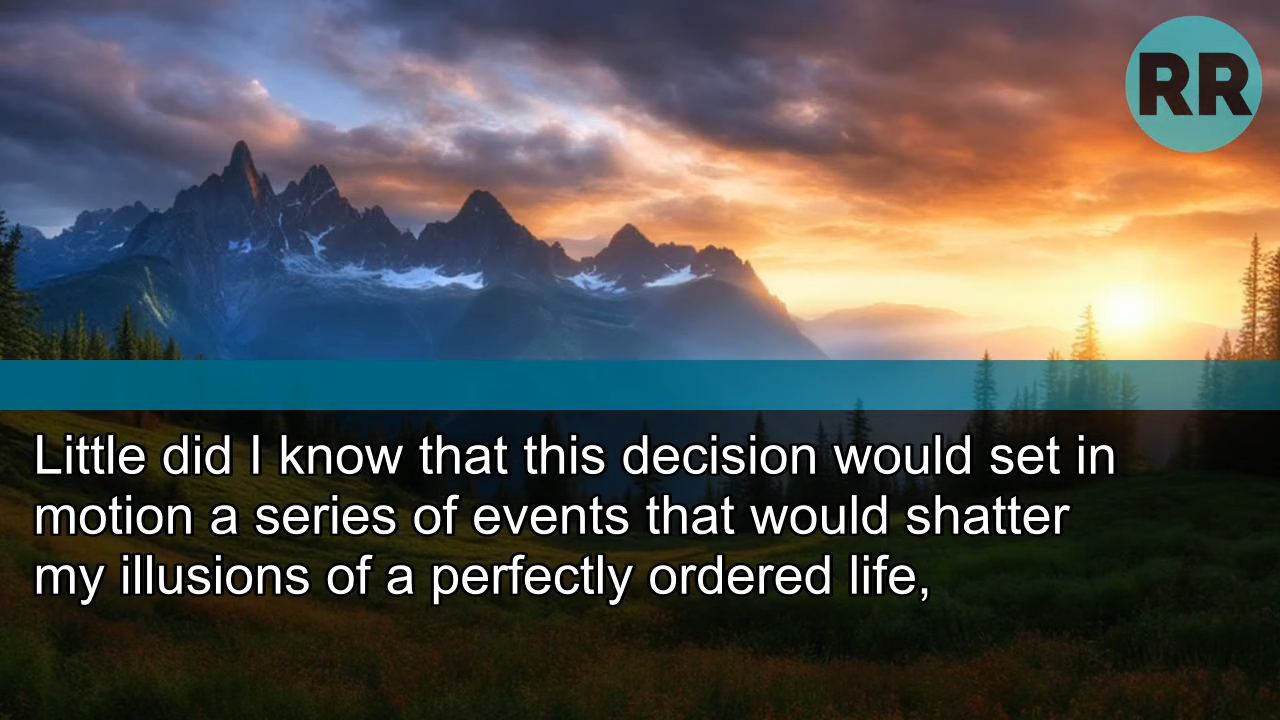 RR
Little did I know that this decision would set in
motion a series of events that would shatter
my illusions of a perfectly ordered life,